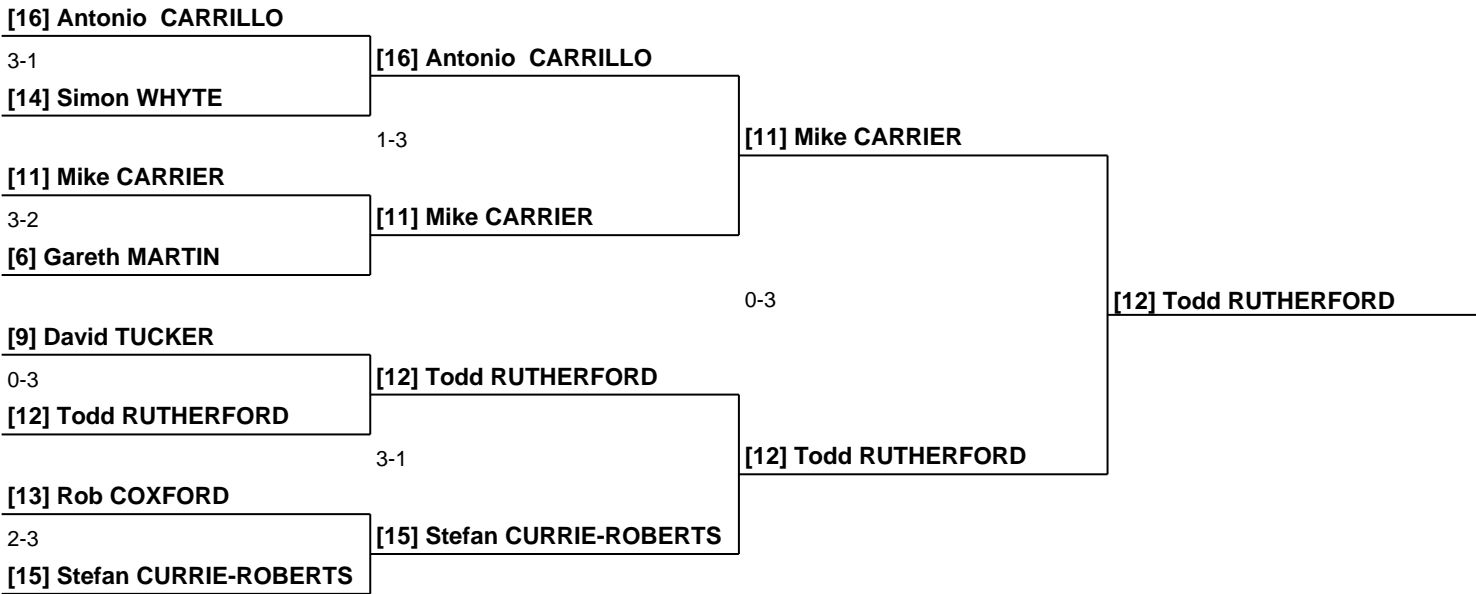 [16] Antonio  CARRILLO
3-1
[14] Simon WHYTE
[11] Mike CARRIER
3-2
[6] Gareth MARTIN
[9] David TUCKER
0-3
[12] Todd RUTHERFORD
[13] Rob COXFORD
2-3
[15] Stefan CURRIE-ROBERTS
[16] Antonio  CARRILLO
1-3
[11] Mike CARRIER
[12] Todd RUTHERFORD
3-1
[15] Stefan CURRIE-ROBERTS
[11] Mike CARRIER
0-3
[12] Todd RUTHERFORD
[12] Todd RUTHERFORD